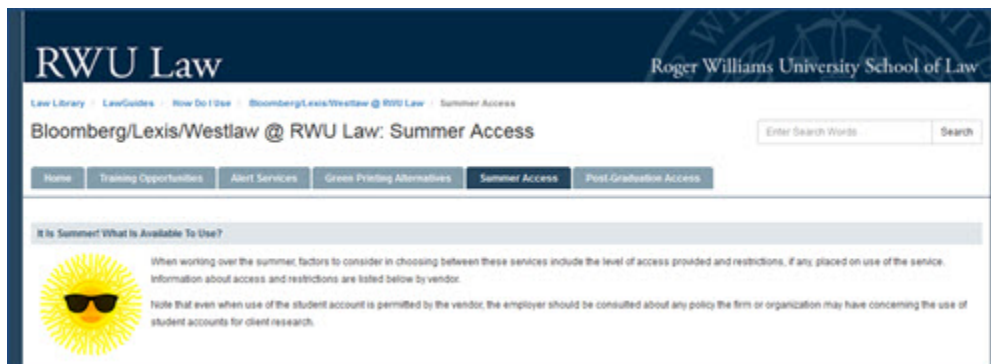 RWU Law
Roger Williams University School of Law
Law Library / LawGuides / How Do I Use / Bloomberg/Lexis/Westlaw @ RWU Law / Summer Access
Bloomberg/Lexis/Westlaw @ RWU Law: Summer Access
Enter Search Words Search
Home Training Opportunities Alert Services Green Printing Alternatives Summer Access Post-Graduation Access
It Is Summer! What Is Available To Use?
When working over the summer, factors to consider in choosing between these services include the level of access provided and restrictions, if any, placed on use of the service.
Information about access and restrictions are listed below by vendor.
Note that even when use of the student account is permitted by the vendor, the employer should be consulted about any policy the firm or organization may have concerning the use of
student accounts for client research.